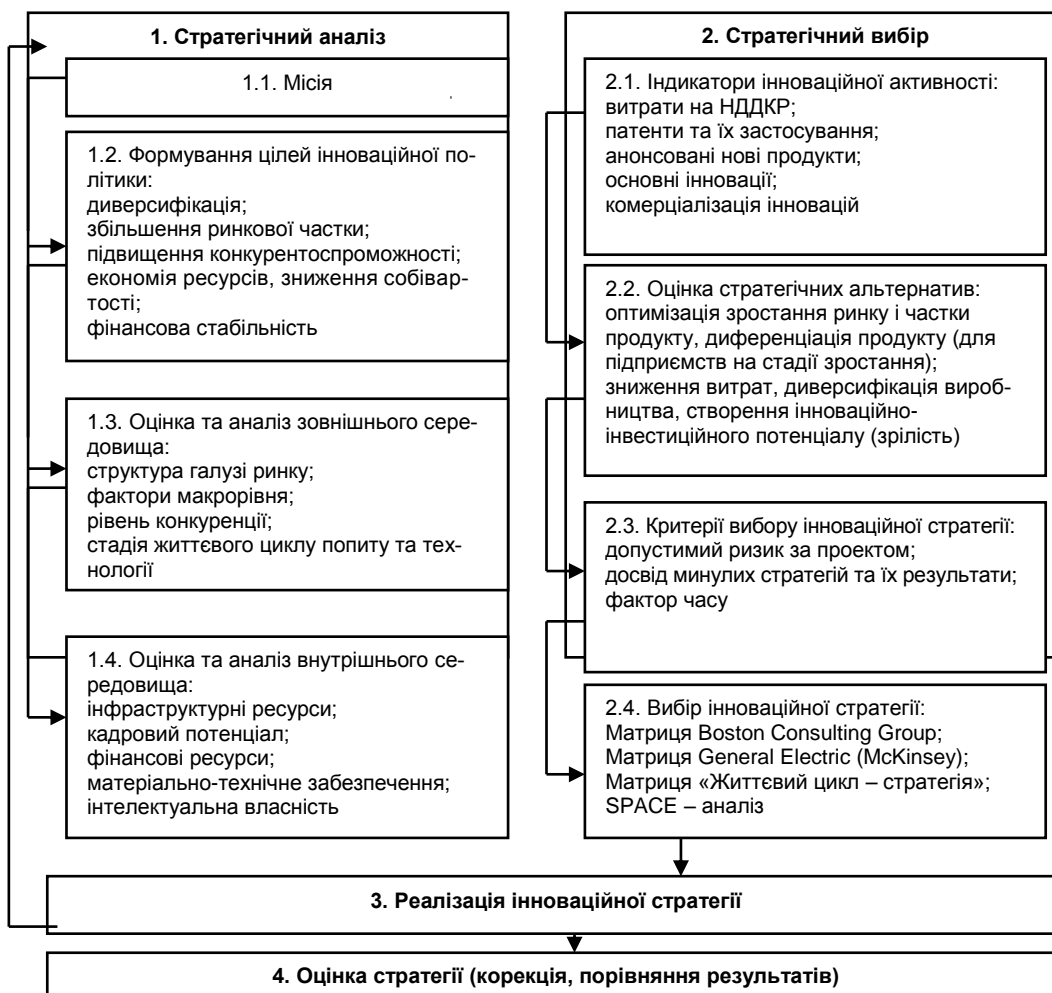 1. Стратегічний аналіз
1.1. Місія
1.2. Формування цілей інноваційної по-
літики:
диверсифікація;
збільшення ринкової частки;
підвищення конкурентоспроможності;
економія ресурсів, зниження собівар-
тості;
фінансова стабільність
1.3. Оцінка та аналіз зовнішнього сере-
довища:
структура галузі ринку;
фактори макрорівня;
рівень конкуренції;
стадія життєвого циклу попиту та тех-
нології
1.4. Оцінка та аналіз внутрішнього се-
редовища:
інфраструктурні ресурси;
кадровий потенціал;
фінансові ресурси;
матеріально-технічне забезпечення;
інтелектуальна власність
2. Стратегічний вибір
2.1. Індикатори інноваційної активності:
витрати на НДДКР;
патенти та їх застосування;
анонсовані нові продукти;
основні інновації;
комерціалізація інновацій
2.2. Оцінка стратегічних альтернатив:
оптимізація зростання ринку і частки
продукту, диференціація продукту (для
підприємств на стадії зростання);
зниження витрат, диверсифікація вироб-
ництва, створення інноваційно-
інвестиційного потенціалу (зрілість)
2.3. Критерії вибору інноваційної стратегії:
допустимий ризик за проектом;
досвід минулих стратегій та їх результати;
фактор часу
2.4. Вибір інноваційної стратегії:
Матриця Boston Consulting Group;
Матриця General Electric (McKinsey);
Матриця «Життєвий цикл – стратегія»;
SPACE – аналіз
3. Реалізація інноваційної стратегії
4. Оцінка стратегії (корекція, порівняння результатів)